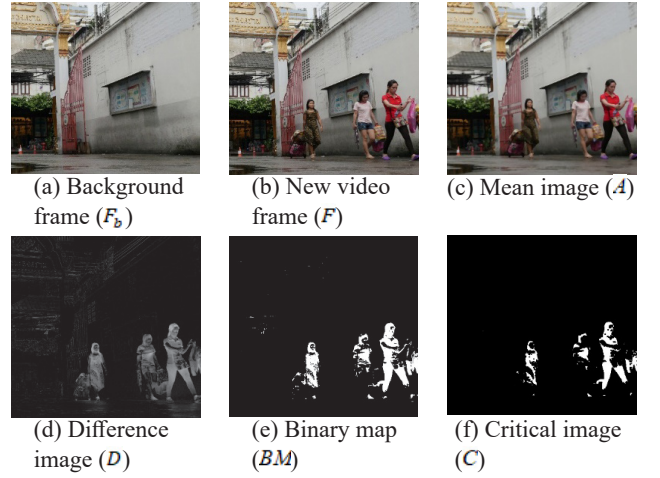 (a) Background
frame (F_b)
(b) New video
frame (F)
(c) Mean image (A)
(d) Difference
image (D)
(e) Binary map
(BM)
(f) Critical image
(C)